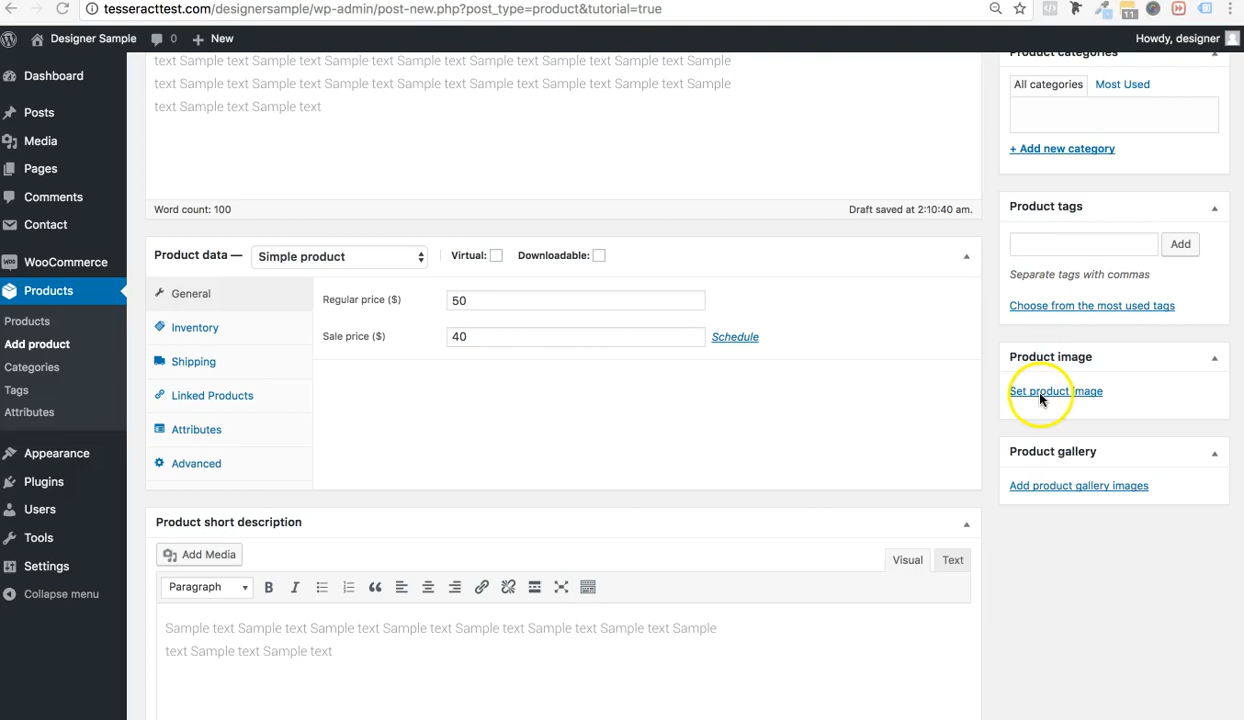 tesseracttest.com/designersample/wp-admin/post-new.php?post_type=product&tutorial=true
11
Designer Sample
0
New
Howdy, designer
Dashboard
Posts
Media
Pages
Comments
Contact
WooCommerce
Products
Products
Add product
Categories
Tags
Attributes
Appearance
Plugins
Users
Tools
Settings
Collapse menu
text Sample text Sample text Sample text Sample text Sample text Sample text Sample
text Sample text Sample text Sample text Sample text Sample text Sample text Sample
text Sample text Sample text
Word count: 100
Draft saved at 2:10:40 am.
Product data —
Simple product
Virtual:
Downloadable:
General
Inventory
Shipping
Linked Products
Attributes
Advanced
Regular price ($)
50
Sale price ($)
40
Schedule
Product short description
Add Media
Visual
Text
Paragraph
Sample text Sample text Sample text Sample text Sample text Sample text Sample text Sample
text Sample text Sample text
Product categories
All categories
Most Used
+ Add new category
Product tags
Add
Separate tags with commas
Choose from the most used tags
Product image
Set product image
Product gallery
Add product gallery images